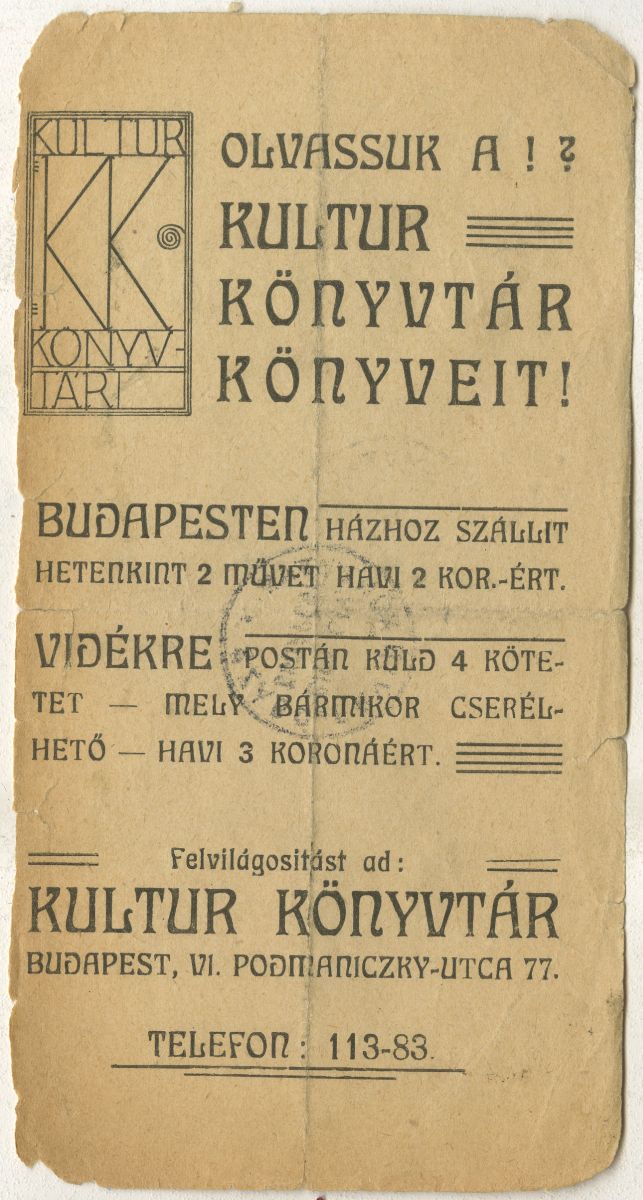 KULTUR
KK
KÖNYV-
TÁR
OLVASSUK A ! ?
KULTUR
KÖNYVTÁR
KÖNYVEIT!
BUDAPESTEN HÁZHOZ SZÁLLIT
HETENKINT 2 MŰVET HAVI 2 KOR.-ÉRT.
VIDÉKRE POSTÁN KÜLD 4 KÖTE-
TET — MELY BÁRMIKOR CSERÉL-
HETŐ — HAVI 3 KORONÁÉRT.
Felvilágositást ad:
KULTUR KÖNYVTÁR
BUDAPEST, VI. PODMANICZKY-UTCA 77.
TELEFON: 113-83.